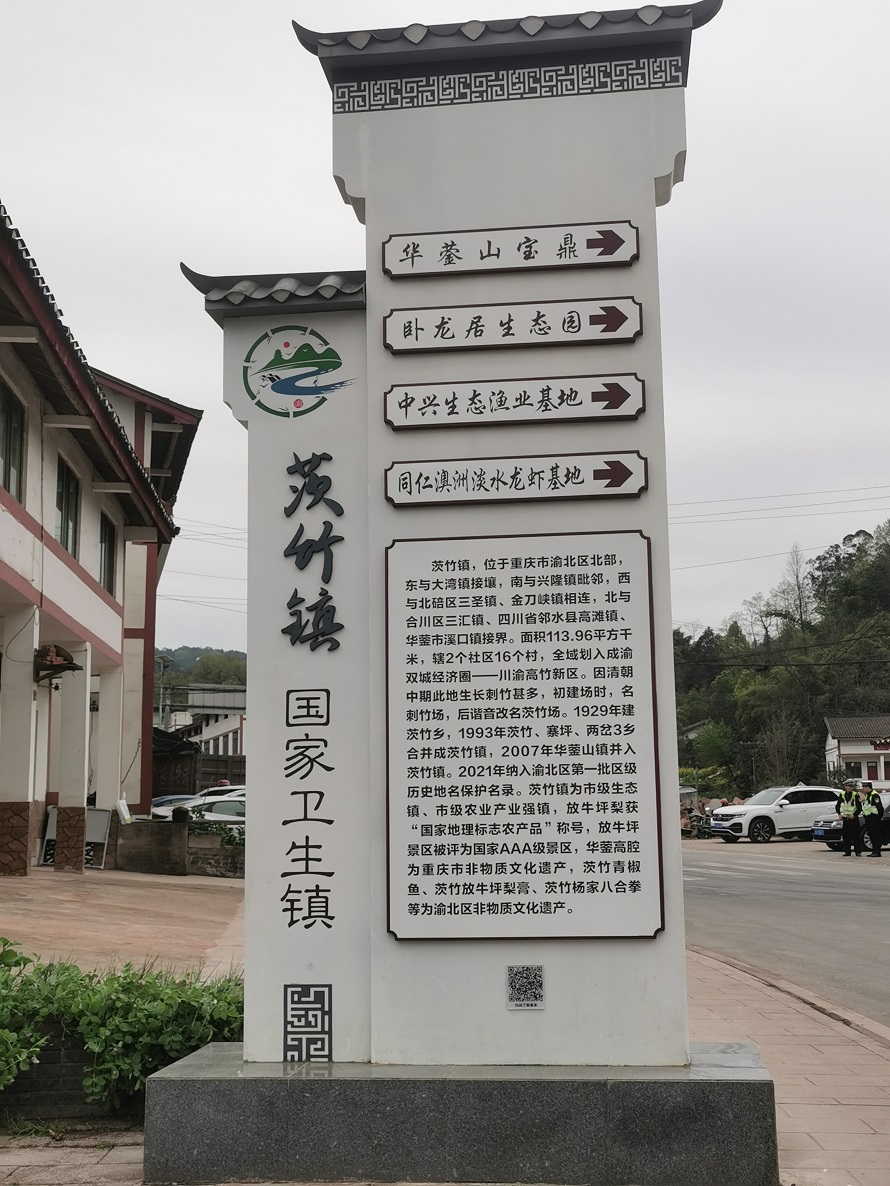 华蓥山宝鼎
卧龙居生态园
中兴生态渔业基地
同仁澳洲淡水龙虾基地
茨竹镇
国家卫生镇
茨竹镇，位于重庆市渝北区北部，
东与大湾镇接壤，南与兴隆镇毗邻，西
与北碚区三圣镇、金刀峡镇相连，北与
合川区三汇镇、四川省邻水县高滩镇、
华蓥市溪口镇接界。面积113.96平方千
米，辖2个社区16个村，全域划入成渝
双城经济圈——川渝高竹新区。因清朝
中期此地生长刺竹甚多，初建场时，名
刺竹场，后谐音改名茨竹场。1929年建
茨竹乡，1993年茨竹、寨坪、两岔3乡
合并成茨竹镇，2007年华蓥山镇并入
茨竹镇。2021年纳入渝北区第一批区级
历史地名保护名录。茨竹镇为市级生态
镇、市级农业产业强镇，放牛坪梨获
“国家地理标志农产品”称号，放牛坪
景区被评为国家AAA级景区，华蓥高腔
为重庆市非物质文化遗产，茨竹青椒
鱼、茨竹放牛坪梨膏、茨竹杨家八合拳
等为渝北区非物质文化遗产。